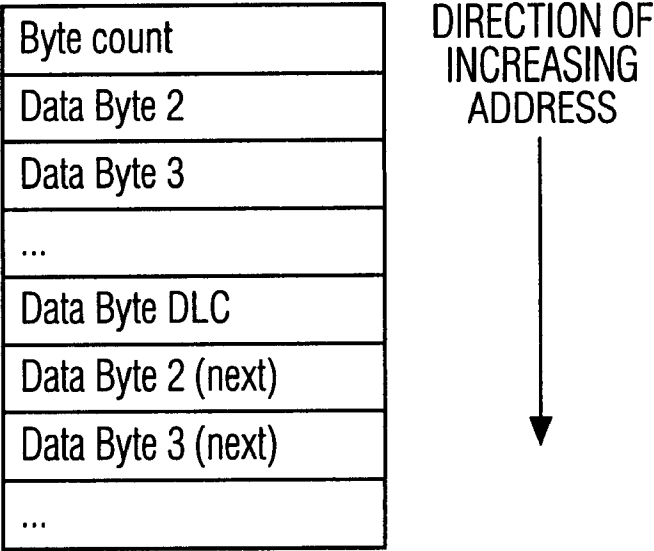 Byte count
Data Byte 2
Data Byte 3
...
Data Byte DLC
Data Byte 2 (next)
Data Byte 3 (next)
...
DIRECTION OF
INCREASING
ADDRESS